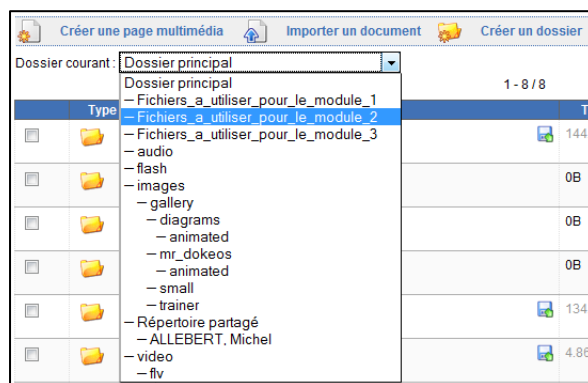 Créer une page multimédia Importer un document Créer un dossier
Dossier courant : Dossier principal
Dossier principal
1 - 8 / 8
– Fichiers_a_utiliser_pour_le_module_1
Type
– Fichiers_a_utiliser_pour_le_module_2
– Fichiers_a_utiliser_pour_le_module_3
144
– audio
– flash
0B
– images
– gallery
– diagrams
0B
– animated
– mr_dokeos
– animated
0B
– small
– trainer
134
– Répertoire partagé
– ALLEBERT, Michel
4.86
– video
– flv